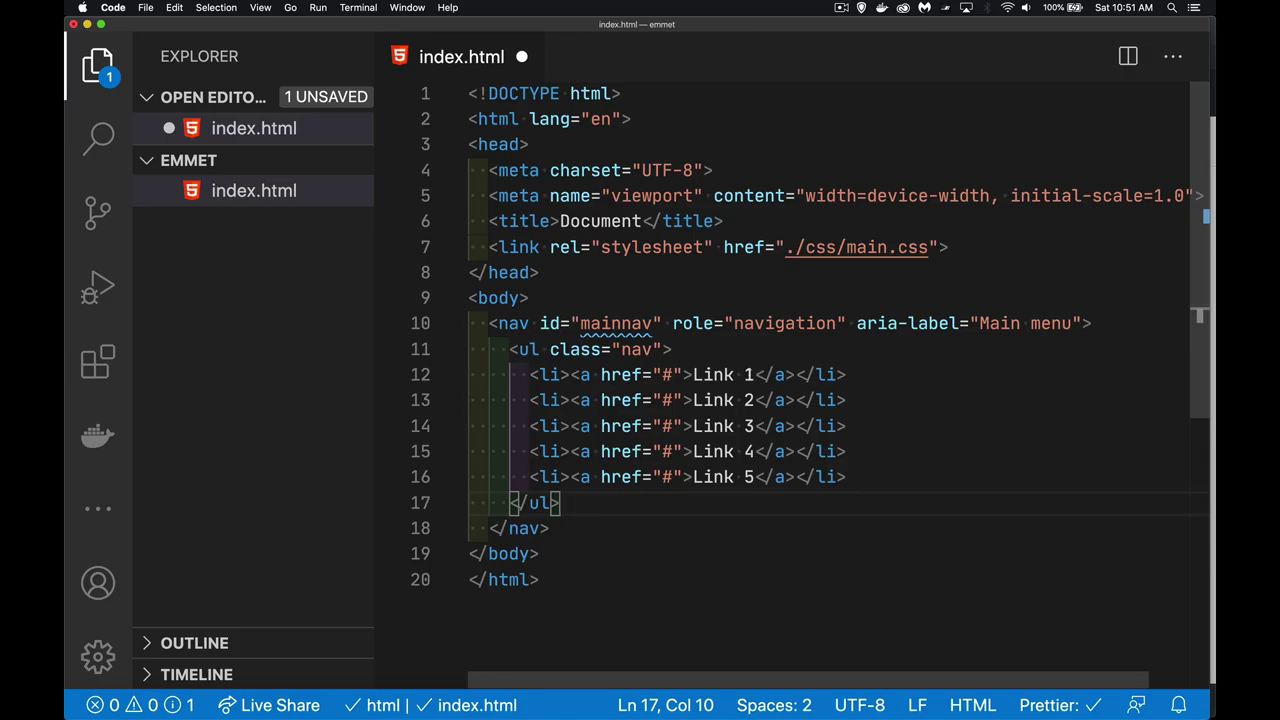 Code File Edit Selection View Go Run Terminal Window Help 100% Sat 10:51 AM
index.html — emmet
EXPLORER
OPEN EDITO... 1 UNSAVED
index.html
EMMET
index.html
OUTLINE
TIMELINE
1
index.html
1 <!DOCTYPE html>
2 <html lang="en">
3 <head>
4 <meta charset="UTF-8">
5 <meta name="viewport" content="width=device-width, initial-scale=1.0">
6 <title>Document</title>
7 <link rel="stylesheet" href="./css/main.css">
8 </head>
9 <body>
10 <nav id="mainnav" role="navigation" aria-label="Main menu">
11 <ul class="nav">
12 <li><a href="#">Link 1</a></li>
13 <li><a href="#">Link 2</a></li>
14 <li><a href="#">Link 3</a></li>
15 <li><a href="#">Link 4</a></li>
16 <li><a href="#">Link 5</a></li>
17 </ul>
18 </nav>
19 </body>
20 </html>
0 0 1 Live Share html | index.html Ln 17, Col 10 Spaces: 2 UTF-8 LF HTML Prettier: